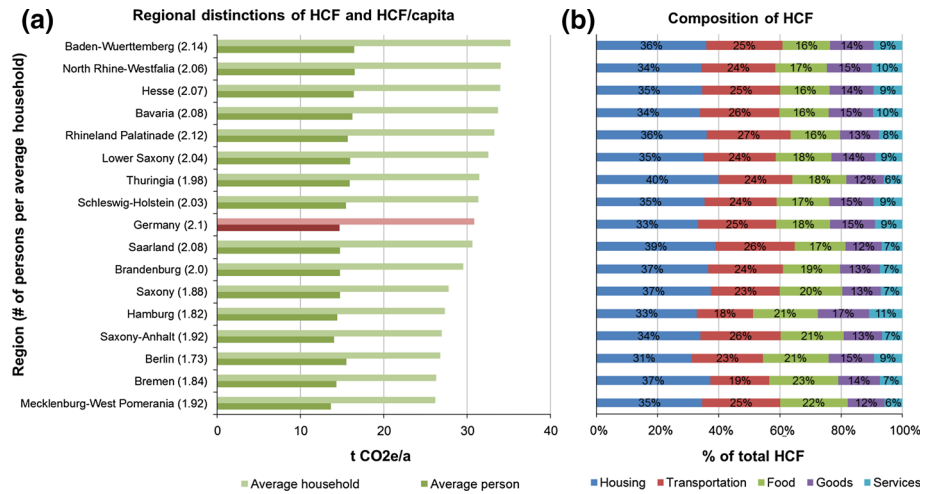 (a) Regional distinctions of HCF and HCF/capita
Region (# of persons per average household)
Baden-Wuerttemberg (2.14)
North Rhine-Westfalia (2.06)
Hesse (2.07)
Bavaria (2.08)
Rhineland Palatinade (2.12)
Lower Saxony (2.04)
Thuringia (1.98)
Schleswig-Holstein (2.03)
Germany (2.1)
Saarland (2.08)
Brandenburg (2.0)
Saxony (1.88)
Hamburg (1.82)
Saxony-Anhalt (1.92)
Berlin (1.73)
Bremen (1.84)
Mecklenburg-West Pomerania (1.92)
0 10 20 30 40
t CO2e/a
Average household Average person
(b) Composition of HCF
36% 25% 16% 14% 9%
34% 24% 17% 15% 10%
35% 25% 16% 14% 9%
34% 26% 16% 15% 10%
36% 27% 16% 13% 8%
35% 24% 18% 14% 9%
40% 24% 18% 12% 6%
35% 24% 17% 15% 9%
33% 25% 18% 15% 9%
39% 26% 17% 12% 7%
37% 24% 19% 13% 7%
37% 23% 20% 13% 7%
33% 18% 21% 17% 11%
34% 26% 21% 13% 7%
31% 23% 21% 15% 9%
37% 19% 23% 14% 7%
35% 25% 22% 12% 6%
0% 20% 40% 60% 80% 100%
% of total HCF
Housing Transportation Food Goods Services